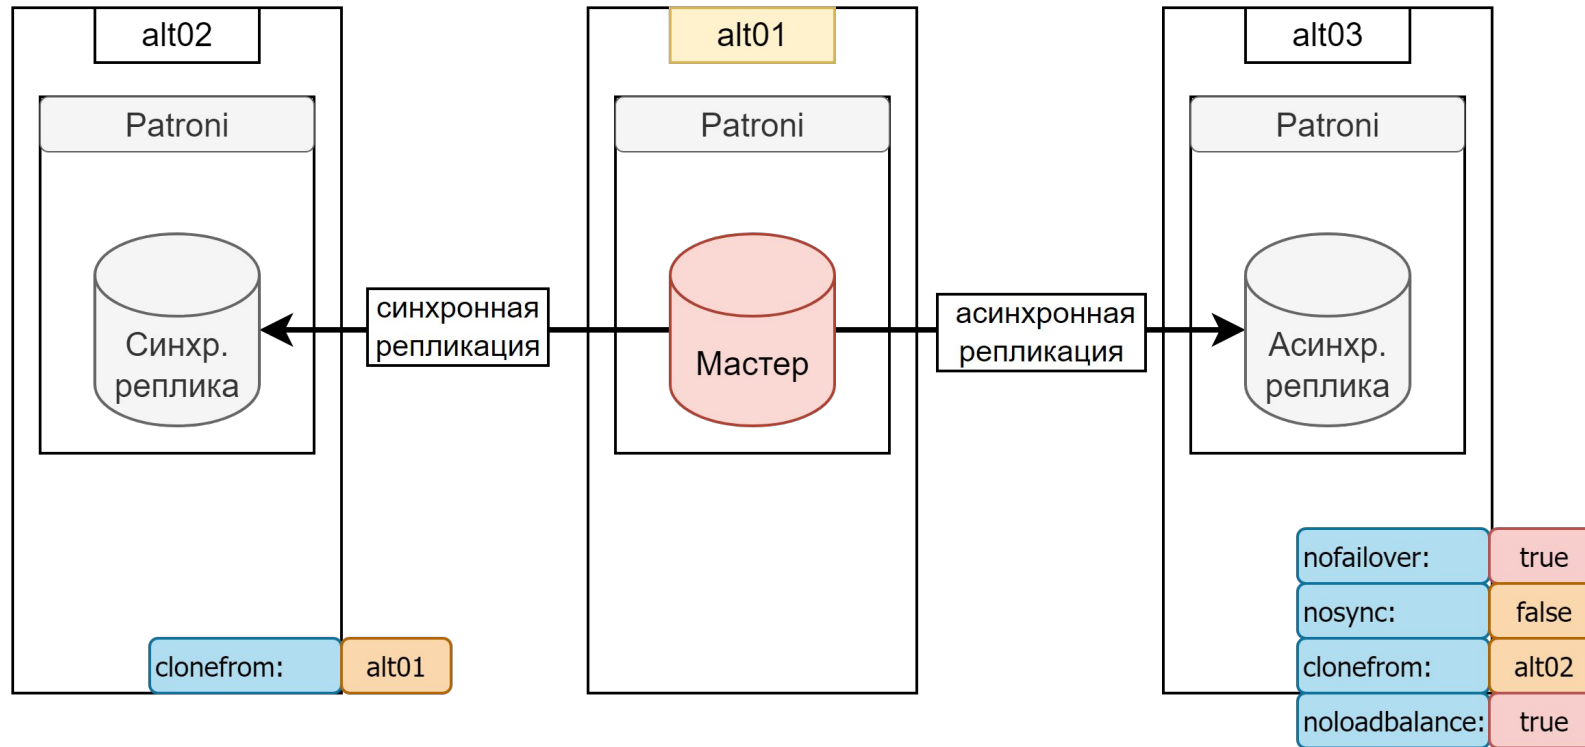 alt02
alt01
alt03
Patroni
Patroni
Patroni
Синхр.
реплика
синхронная
репликация
Мастер
асинхронная
репликация
Асинхр.
реплика
clonefrom: alt01
nofailover: true
nosync: false
clonefrom: alt02
noloadbalance: true